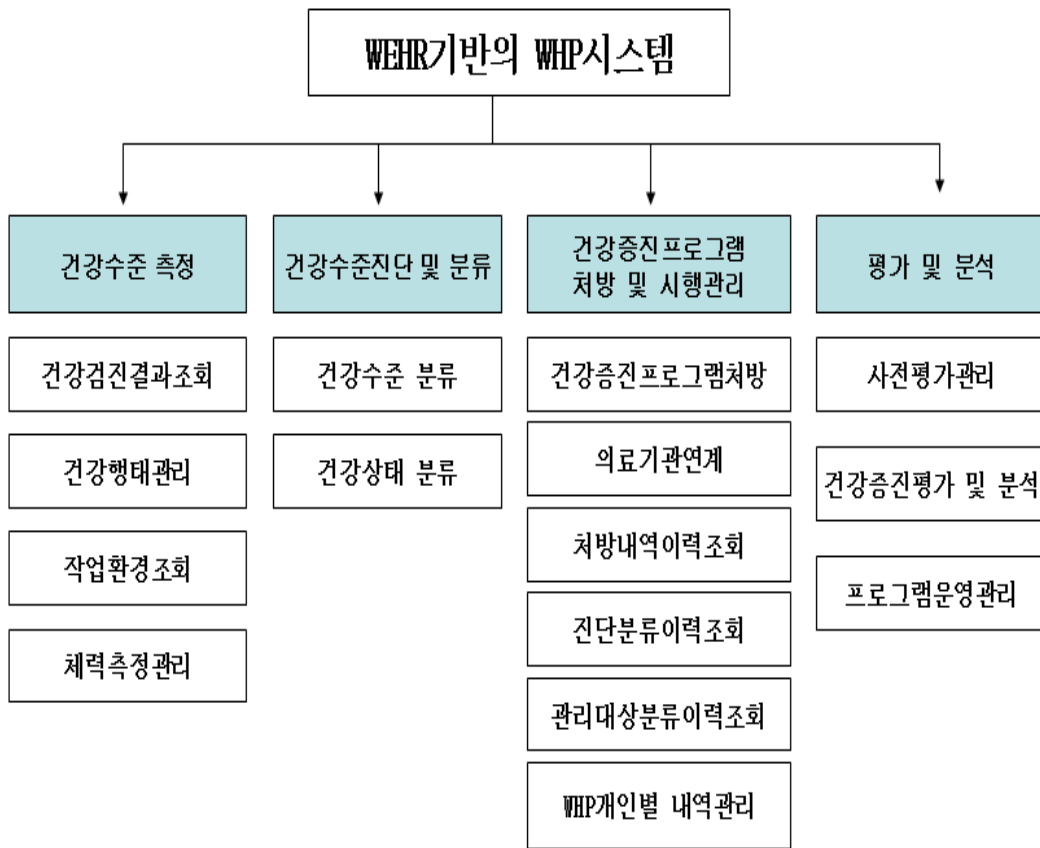 WEHR기반의 WHP시스템
건강수준 측정
건강검진결과조회
건강행태관리
작업환경조회
체력측정관리
건강수준진단 및 분류
건강수준 분류
건강상태 분류
건강증진프로그램
처방 및 시행관리
건강증진프로그램처방
의료기관연계
처방내역이력조회
진단분류이력조회
관리대상분류이력조회
WHP개인별 내역관리
평가 및 분석
사전평가관리
건강증진평가 및 분석
프로그램운영관리